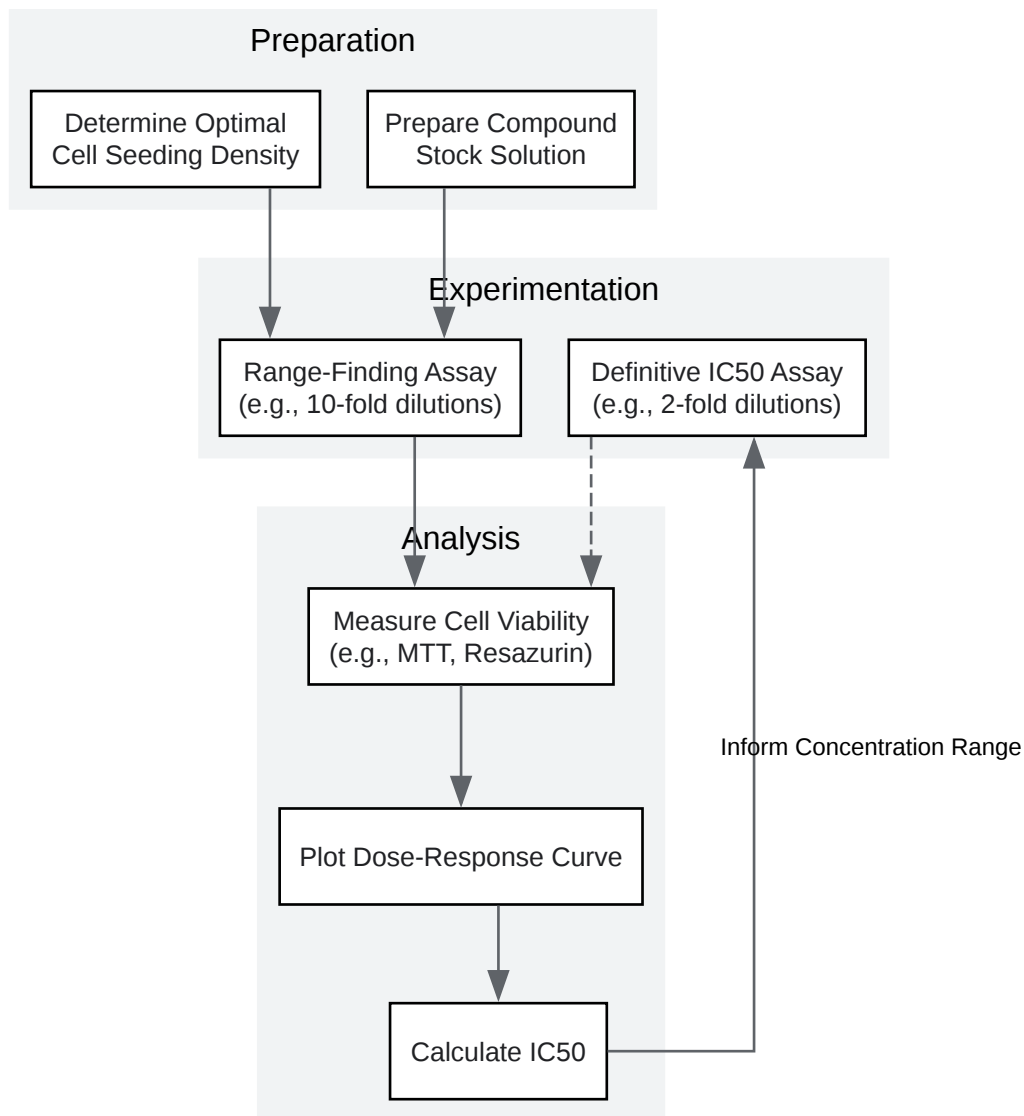 Preparation
Determine Optimal
Cell Seeding Density
Prepare Compound
Stock Solution
Experimentation
Range-Finding Assay
(e.g., 10-fold dilutions)
Definitive IC50 Assay
(e.g., 2-fold dilutions)
Analysis
Measure Cell Viability
(e.g., MTT, Resazurin)
Inform Concentration Range
Plot Dose-Response Curve
Calculate IC50